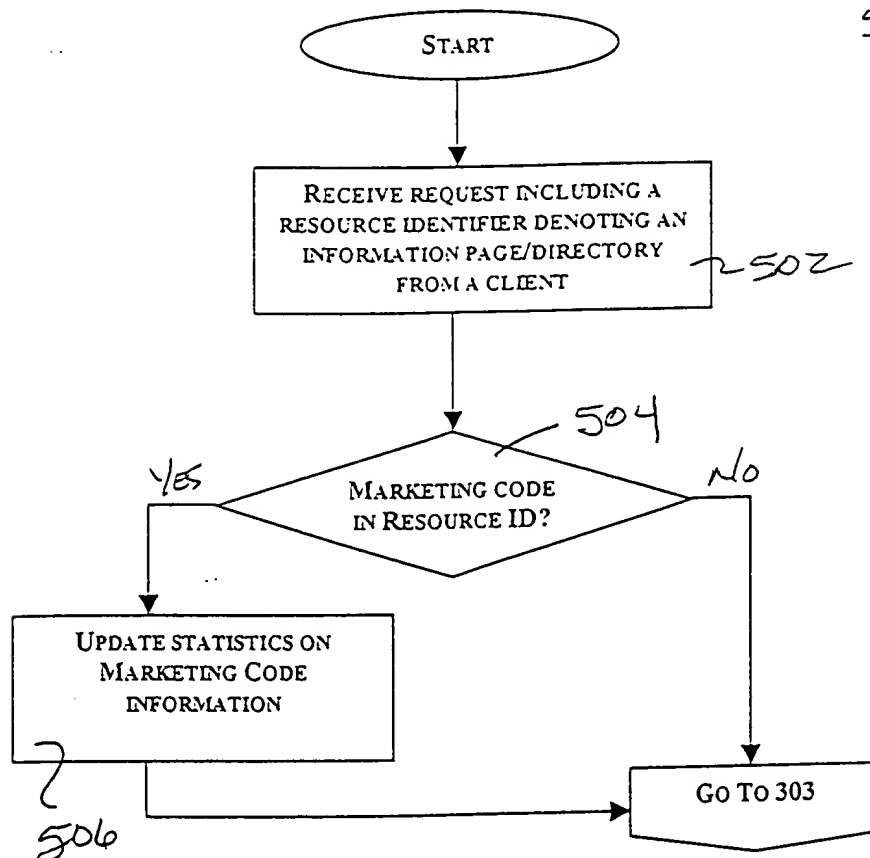 START
RECEIVE REQUEST INCLUDING A
RESOURCE IDENTIFIER DENOTING AN
INFORMATION PAGE/DIRECTORY
FROM A CLIENT
502
504
YES
NO
MARKETING CODE
IN RESOURCE ID?
UPDATE STATISTICS ON
MARKETING CODE
INFORMATION
506
GO TO 303